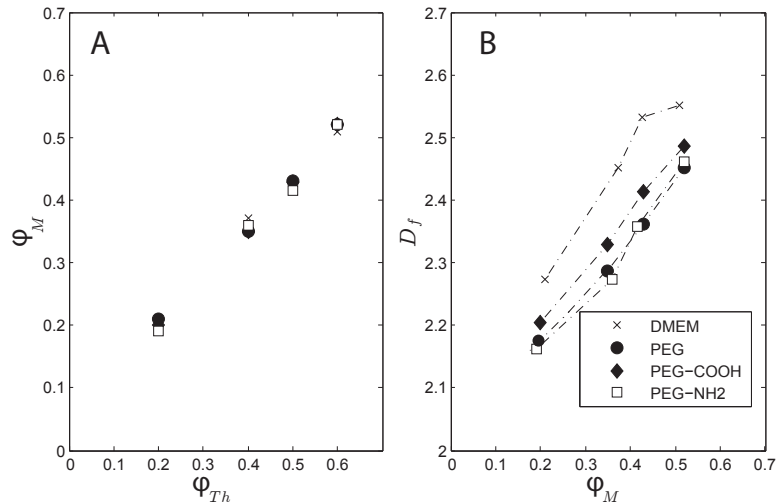 A
0.7
0.6
0.5
0.4
0.3
0.2
0.1
0
φM
0 0.1 0.2 0.3 0.4 0.5 0.6
φTh
B
2.7
2.6
2.5
2.4
2.3
2.2
2.1
2
Df
DMEM
PEG
PEG-COOH
PEG-NH2
0 0.1 0.2 0.3 0.4 0.5 0.6 0.7
φM